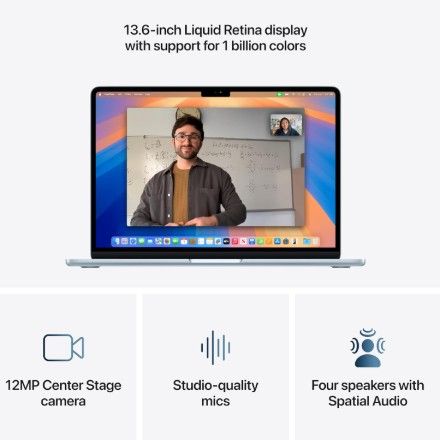 13.6-inch Liquid Retina display
with support for 1 billion colors
12MP Center Stage
camera
Studio-quality
mics
Four speakers with
Spatial Audio